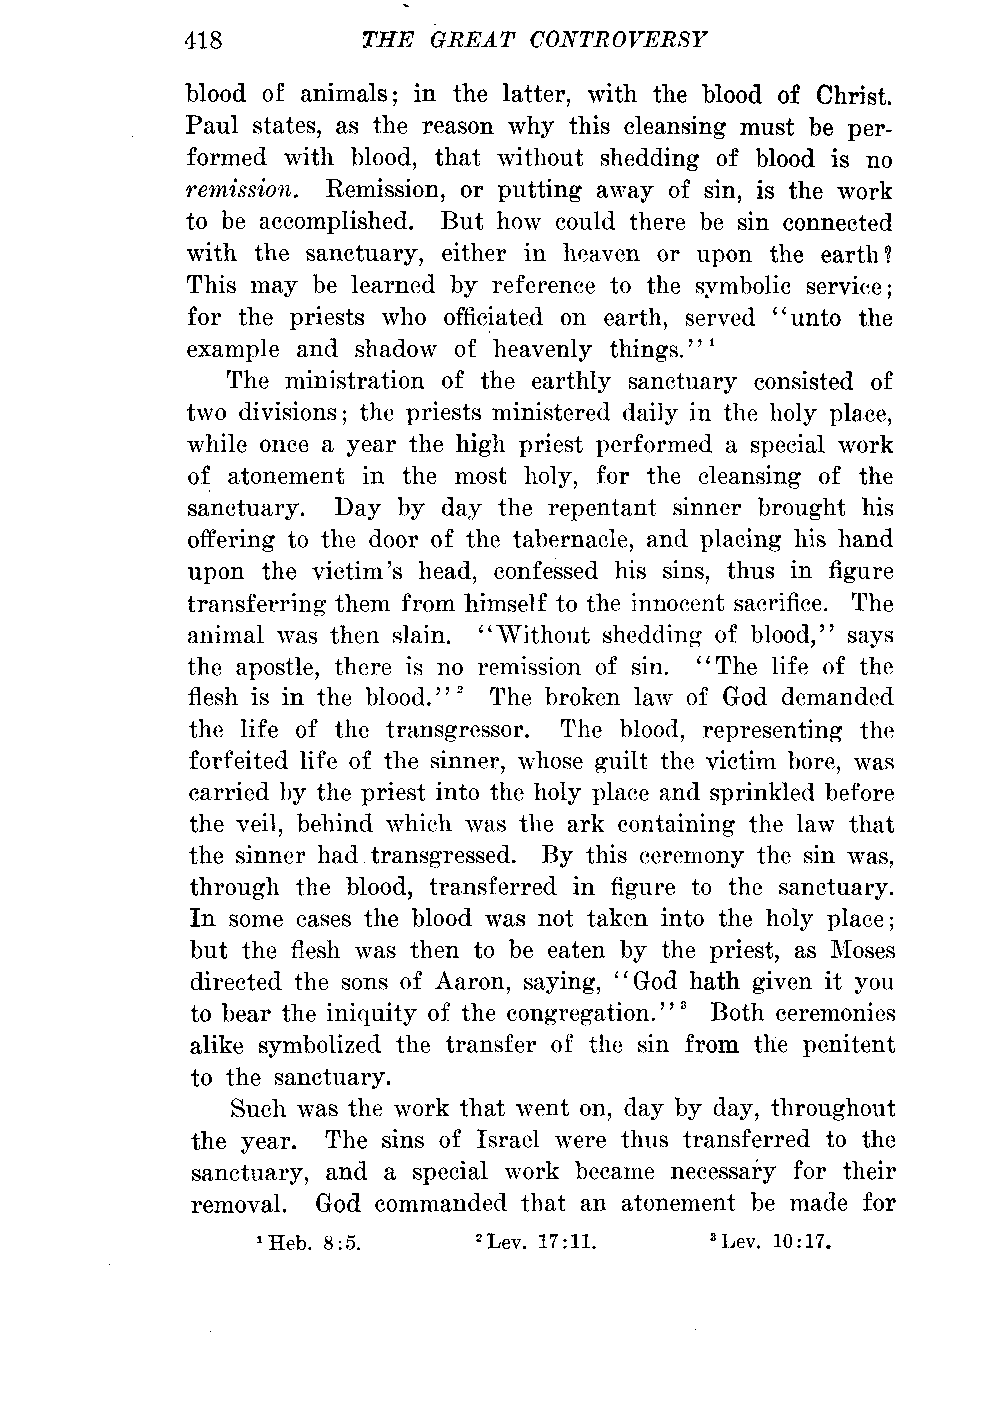 418 THE GREAT CONTROVERSY
blood of animals; in the latter, with the blood of Christ.
Paul states, as the reason why this cleansing must be per-
formed with blood, that without shedding of blood is no
remission. Remission, or putting away of sin, is the work
to be accomplished. But how could there be sin connected
with the sanctuary, either in heaven or upon the earth?
This may be learned by reference to the symbolic service;
for the priests who officiated on earth, served "unto the
example and shadow of heavenly things."¹
The ministration of the earthly sanctuary consisted of
two divisions; the priests ministered daily in the holy place,
while once a year the high priest performed a special work
of atonement in the most holy, for the cleansing of the
sanctuary. Day by day the repentant sinner brought his
offering to the door of the tabernacle, and placing his hand
upon the victim's head, confessed his sins, thus in figure
transferring them from himself to the innocent sacrifice. The
animal was then slain. "Without shedding of blood," says
the apostle, there is no remission of sin. "The life of the
flesh is in the blood."² The broken law of God demanded
the life of the transgressor. The blood, representing the
forfeited life of the sinner, whose guilt the victim bore, was
carried by the priest into the holy place and sprinkled before
the veil, behind which was the ark containing the law that
the sinner had transgressed. By this ceremony the sin was,
through the blood, transferred in figure to the sanctuary.
In some cases the blood was not taken into the holy place;
but the flesh was then to be eaten by the priest, as Moses
directed the sons of Aaron, saying, "God hath given it you
to bear the iniquity of the congregation."³ Both ceremonies
alike symbolized the transfer of the sin from the penitent
to the sanctuary.
Such was the work that went on, day by day, throughout
the year. The sins of Israel were thus transferred to the
sanctuary, and a special work became necessary for their
removal. God commanded that an atonement be made for
¹Heb. 8:5. ²Lev. 17:11. ³Lev. 10:17.